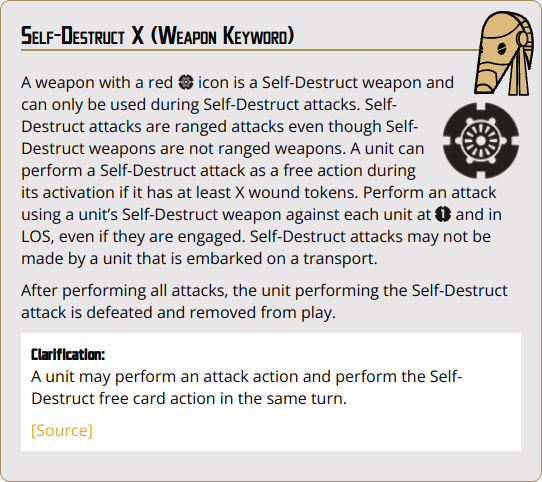 Self-Destruct X (Weapon Keyword)
A weapon with a red icon is a Self-Destruct weapon and
can only be used during Self-Destruct attacks. Self-
Destruct attacks are ranged attacks even though Self-
Destruct weapons are not ranged weapons. A unit can
perform a Self-Destruct attack as a free action during
its activation if it has at least X wound tokens. Perform an attack
using a unit’s Self-Destruct weapon against each unit at 1 and in
LOS, even if they are engaged. Self-Destruct attacks may not be
made by a unit that is embarked on a transport.
After performing all attacks, the unit performing the Self-Destruct
attack is defeated and removed from play.
Clarification:
A unit may perform an attack action and perform the Self-
Destruct free card action in the same turn.
[Source]